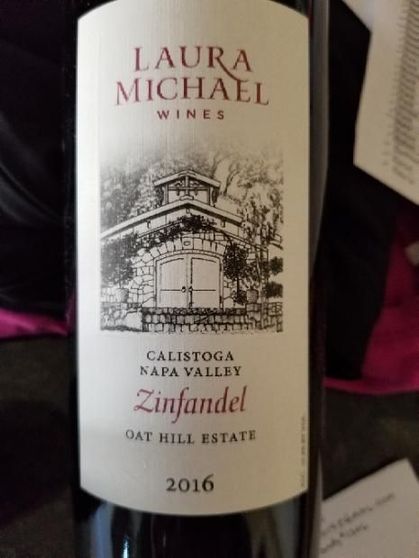 LAURA
MICHAEL
WINES
CALISTOGA
NAPA VALLEY
Zinfandel
OAT HILL ESTATE
2016